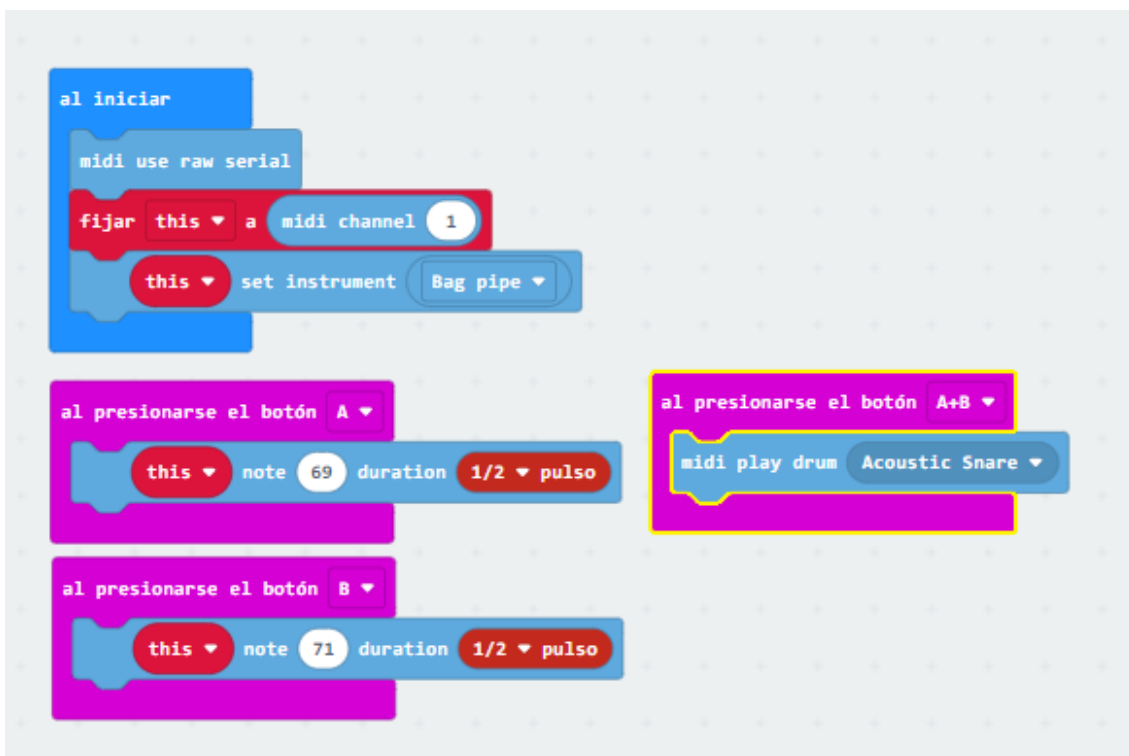 al iniciar
midi use raw serial
fijar this a midi channel 1
this set instrument Bag pipe
al presionarse el botón A
this note 69 duration 1/2 pulso
al presionarse el botón B
this note 71 duration 1/2 pulso
al presionarse el botón A+B
midi play drum Acoustic Snare